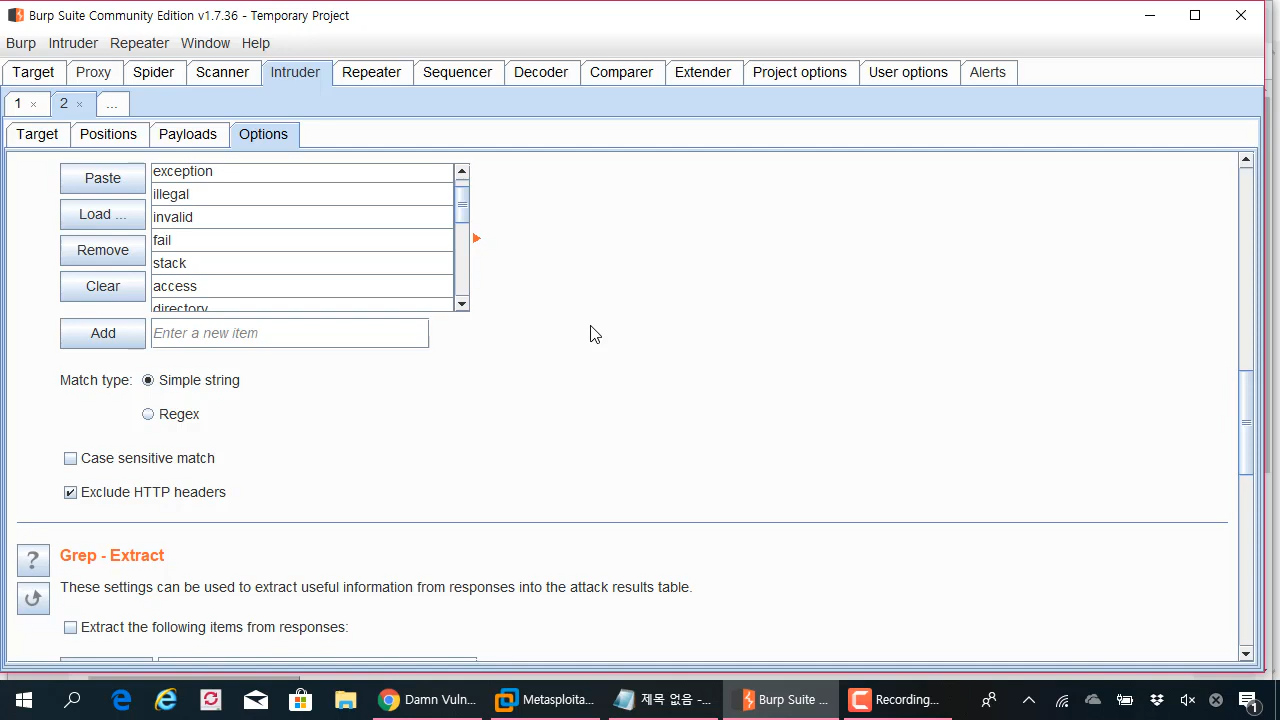 Burp Suite Community Edition v1.7.36 - Temporary Project
Burp Intruder Repeater Window Help
Target Proxy Spider Scanner Intruder Repeater Sequencer Decoder Comparer Extender Project options User options Alerts
1 × 2 × ...
Target Positions Payloads Options
Paste
exception
Load ...
illegal
invalid
Remove
fail
stack
Clear
access
directory
Add
Enter a new item
Match type: Simple string
Regex
Case sensitive match
Exclude HTTP headers
? Grep - Extract
These settings can be used to extract useful information from responses into the attack results table.
Extract the following items from responses:
Damn Vuln... Metasploita... 제목 없음 -... Burp Suite ... Recording... 1